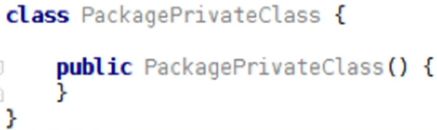 class PackagePrivateClass {
public PackagePrivateClass() {
}
}